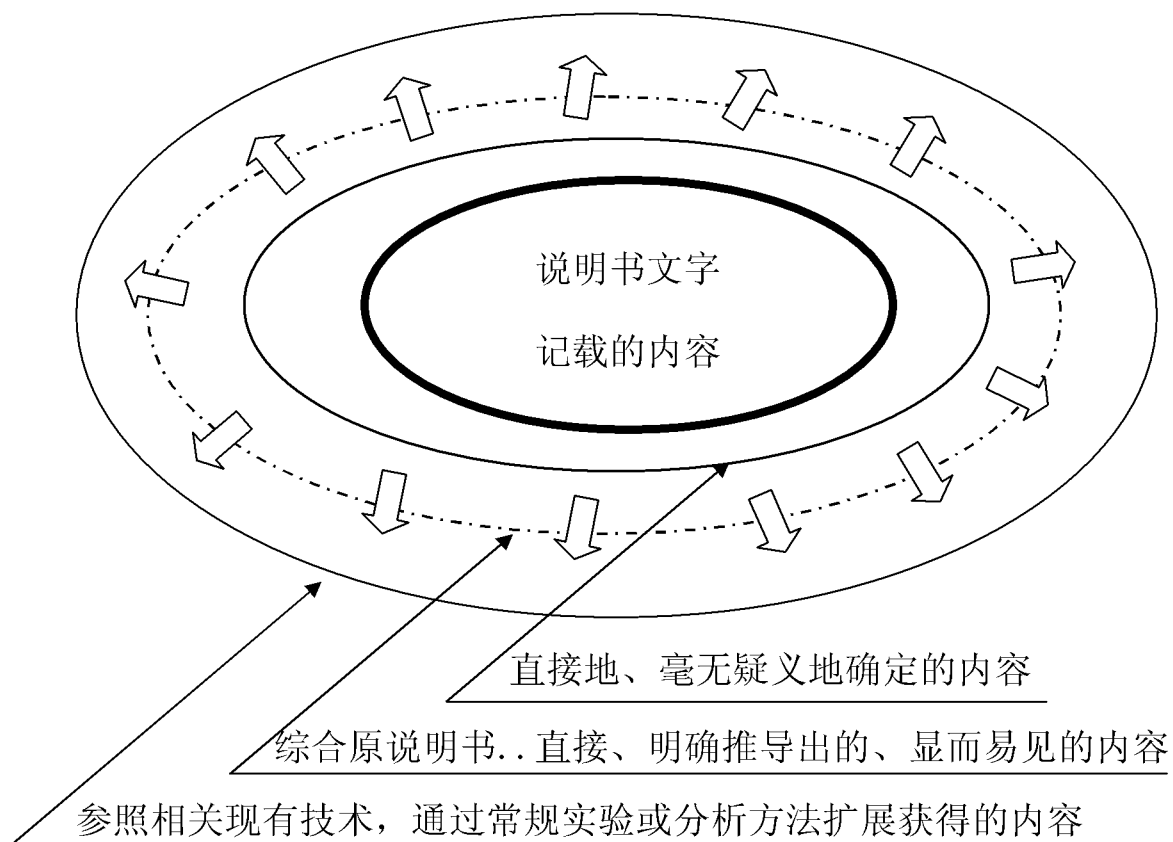 说明书文字
记载的内容
直接地、毫无疑义地确定的内容
综合原说明书..直接、明确推导出的、显而易见的内容
参照相关现有技术，通过常规实验或分析方法扩展获得的内容